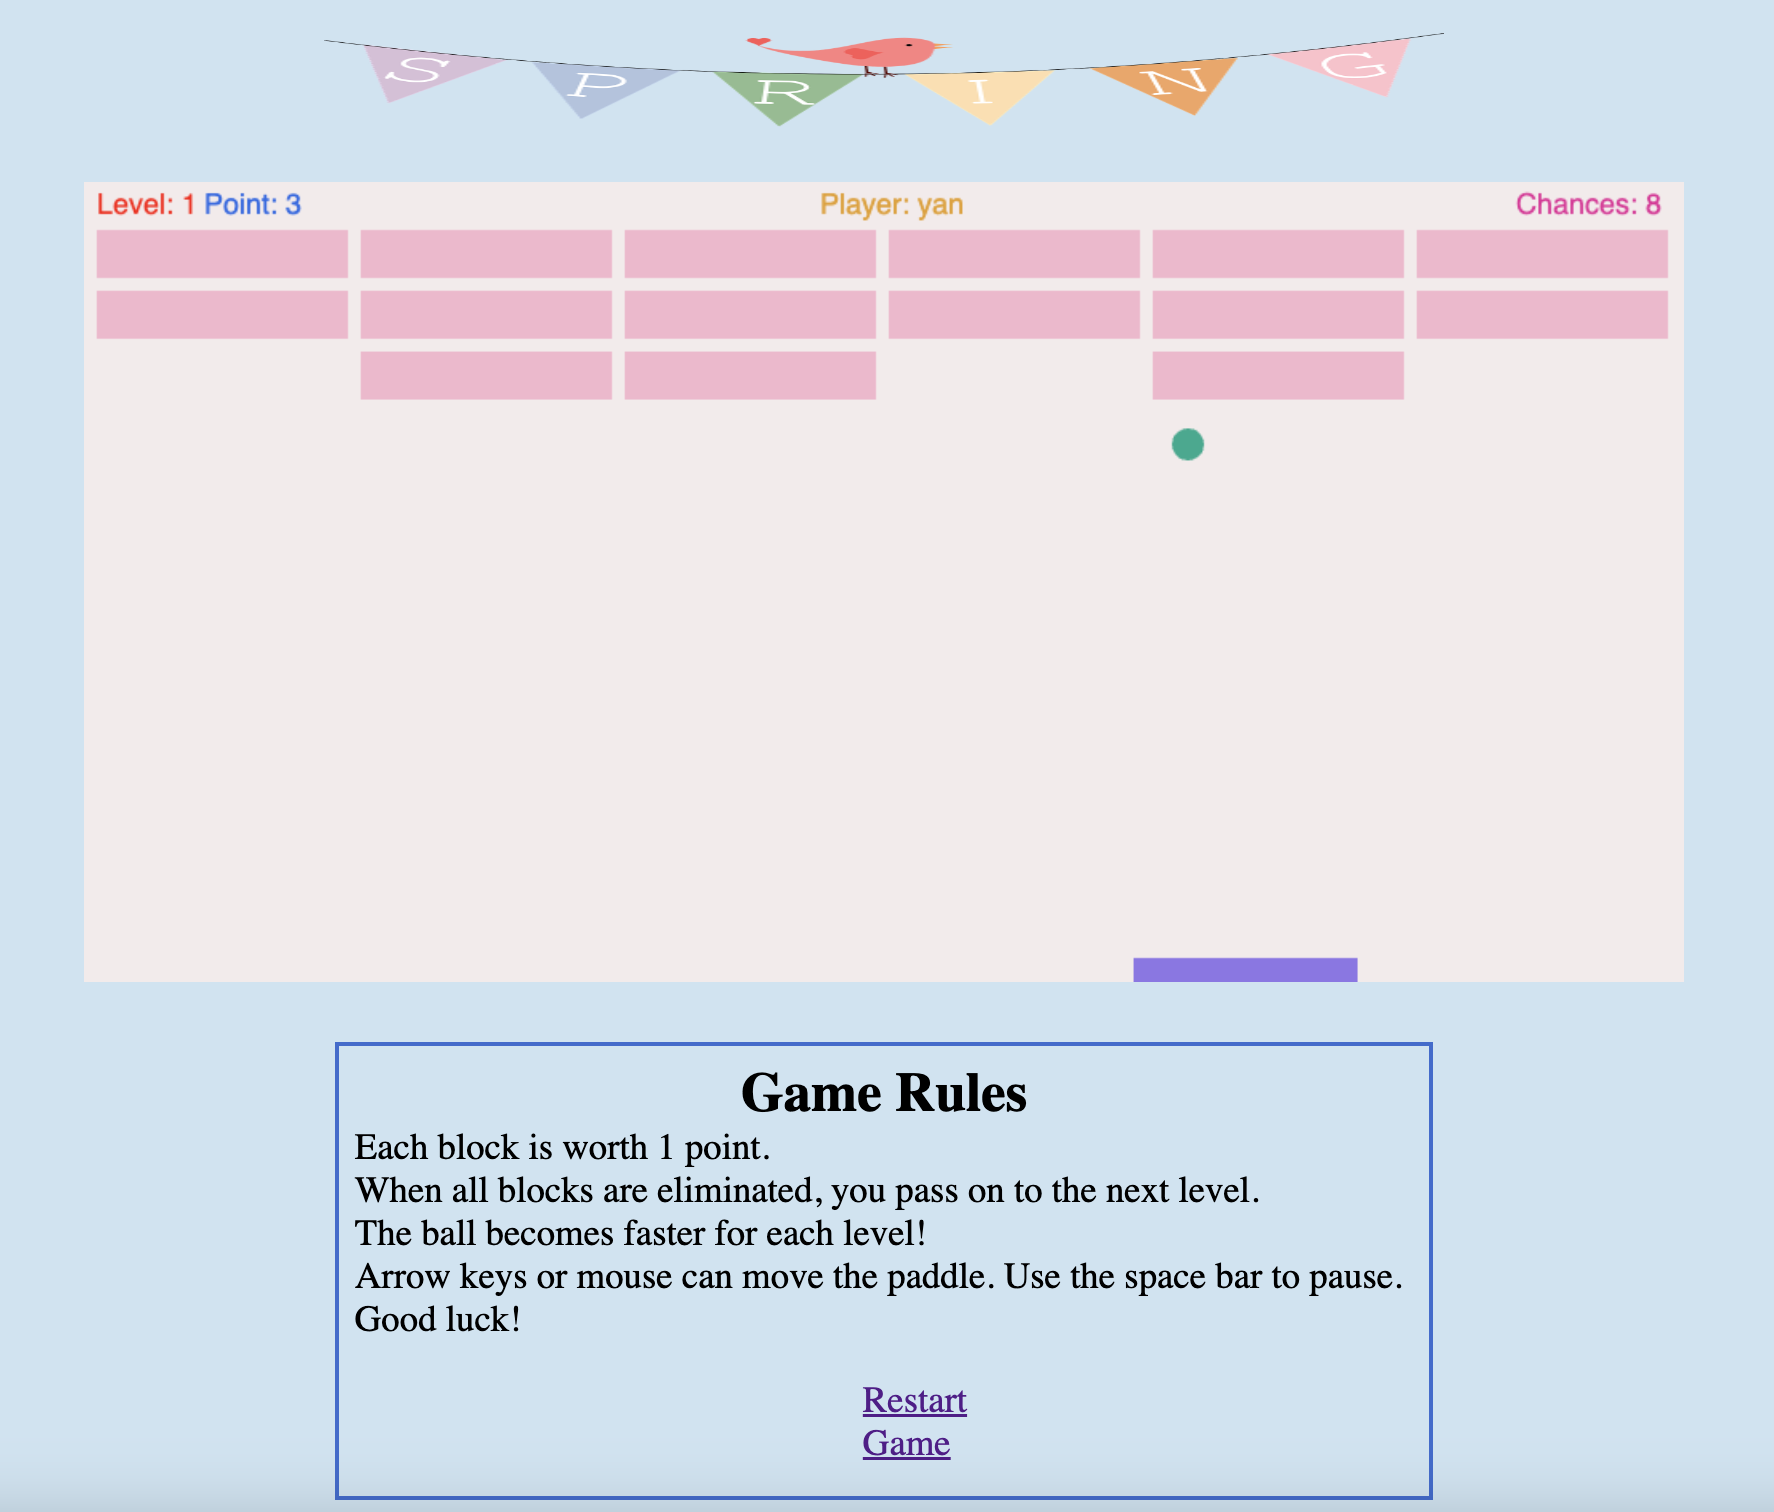 SPRING
Level: 1 Point: 3 Player: yan Chances: 8
Game Rules
Each block is worth 1 point.
When all blocks are eliminated, you pass on to the next level.
The ball becomes faster for each level!
Arrow keys or mouse can move the paddle. Use the space bar to pause.
Good luck!
Restart
Game